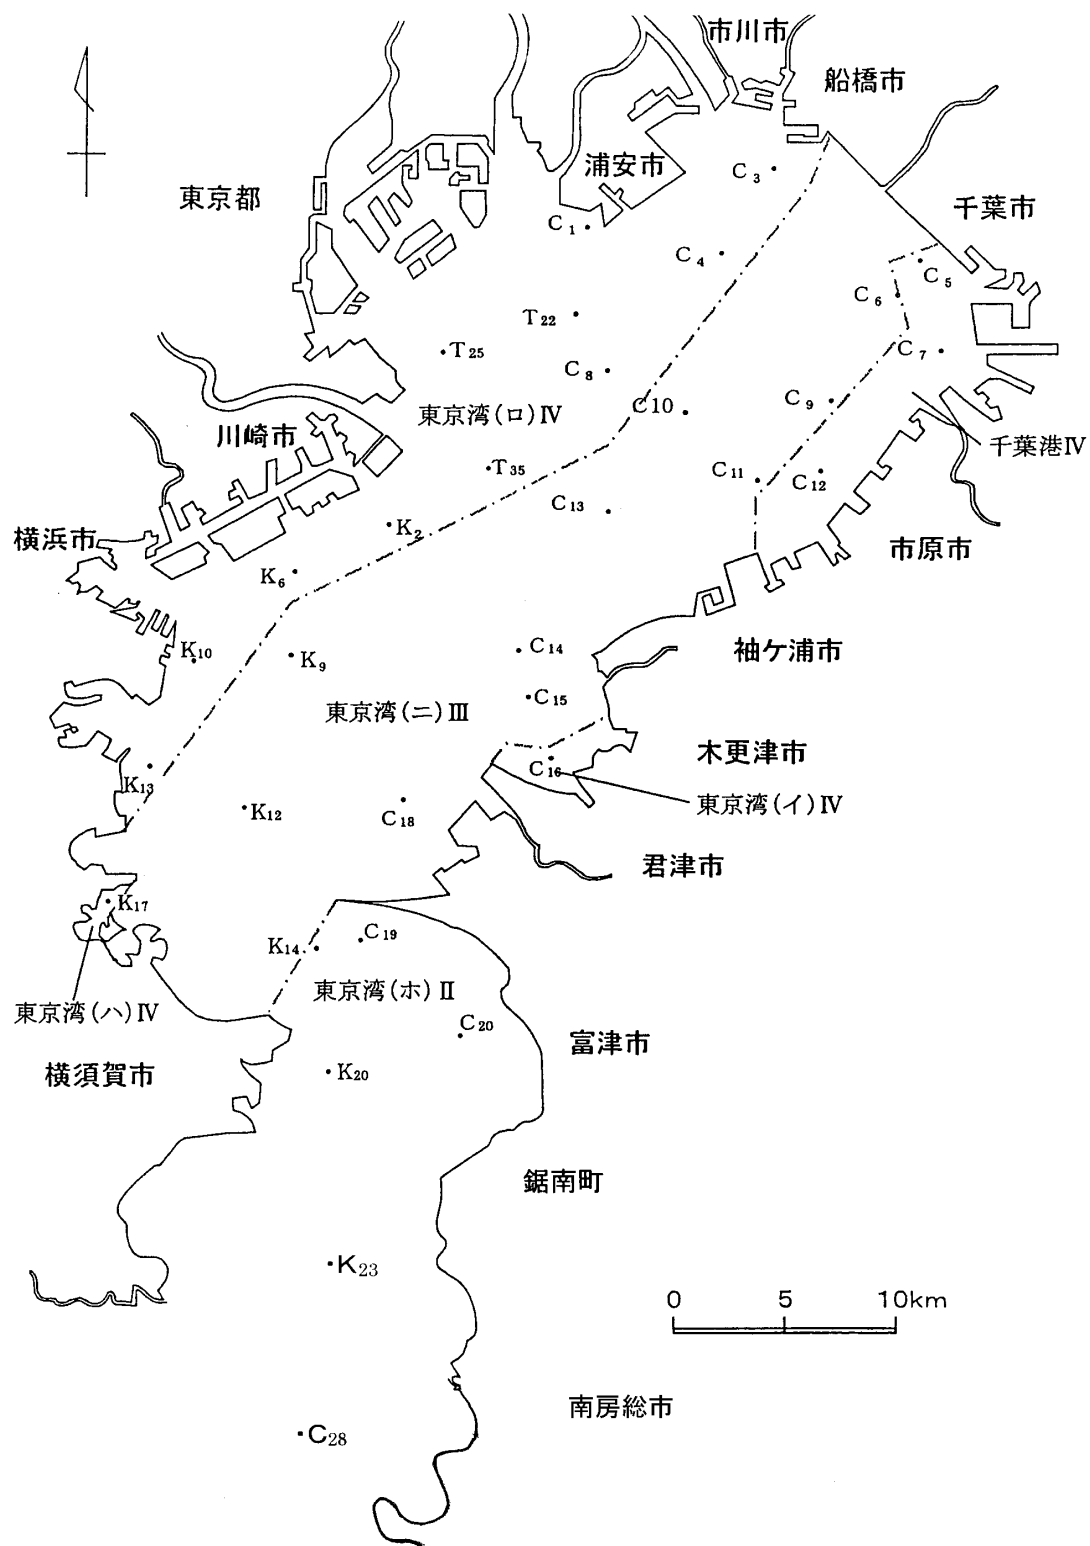 市川市
船橋市
浦安市
C3
東京都
千葉市
C1
C4
C5
C6
T22
T25
C7
C8
C10
C9
東京湾(ロ)Ⅳ
川崎市
千葉港Ⅳ
T35
C11
C12
C13
K2
横浜市
市原市
K6
K10
K9
C14
袖ケ浦市
C15
東京湾(ニ)Ⅲ
木更津市
C16
K13
東京湾(イ)Ⅳ
K12
C18
君津市
K17
K14
C19
東京湾(ホ)Ⅱ
東京湾(ハ)Ⅳ
C20
富津市
横須賀市
K20
鋸南町
K23
0 5 10km
南房総市
C28